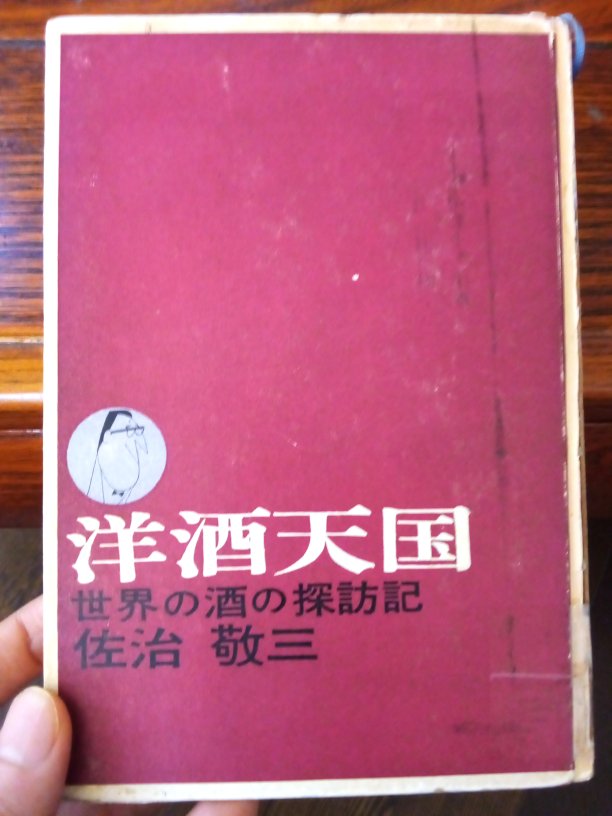 洋酒天国
世界の酒の探訪記
佐治 敬三